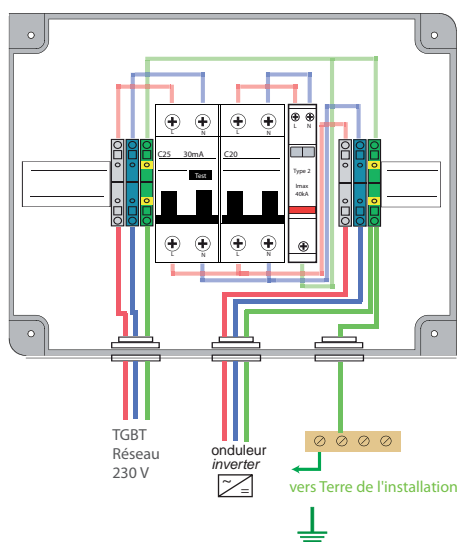 L N L N L N
C25 30mA C20
Test
Type 2
Imax
40kA
L N L N
TGBT
Réseau
230 V
onduleur
inverter
vers Terre de l'installation